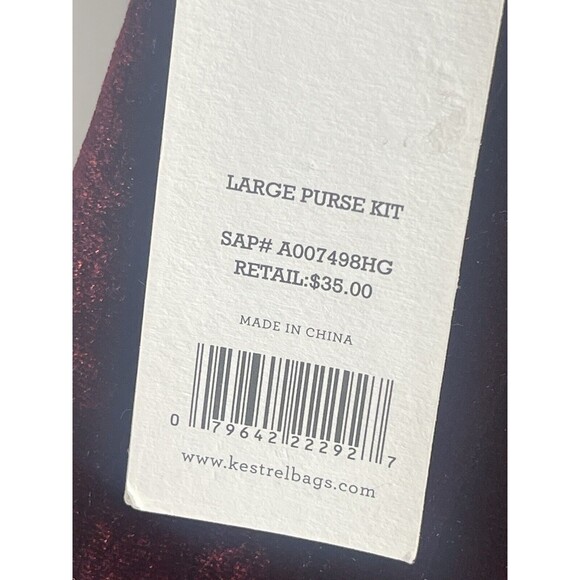 LARGE PURSE KIT
SAP# A007498HG
RETAIL:$35.00
MADE IN CHINA
0 79642 22292 7
www.kestrelbags.com